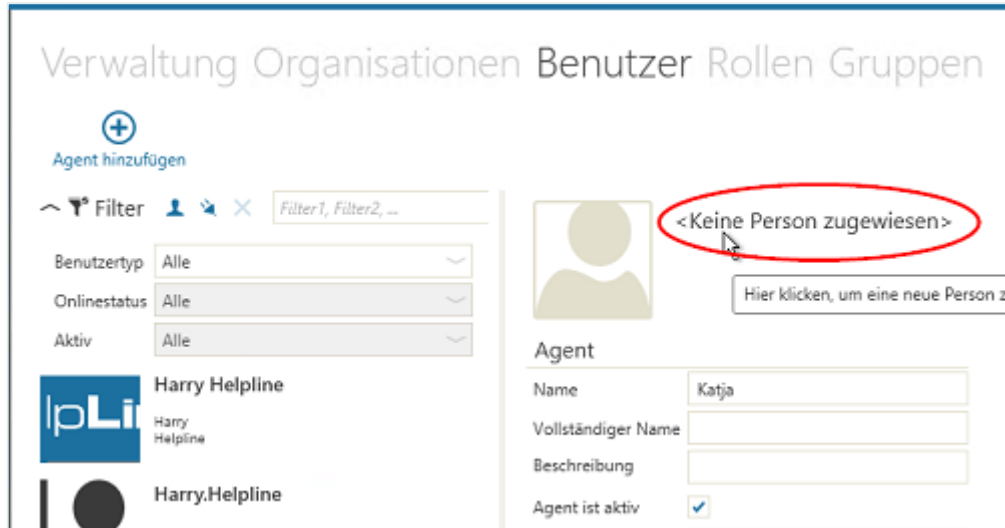 Verwaltung Organisationen Benutzer Rollen Gruppen
Agent hinzufügen
Filter
Filter1, Filter2, ...
Benutzertyp Alle
Onlinestatus Alle
Aktiv Alle
lpLi
Harry Helpline
Harry
Helpline
Harry.Helpline
<Keine Person zugewiesen>
Hier klicken, um eine neue Person z
Agent
Name Katja
Vollständiger Name
Beschreibung
Agent ist aktiv